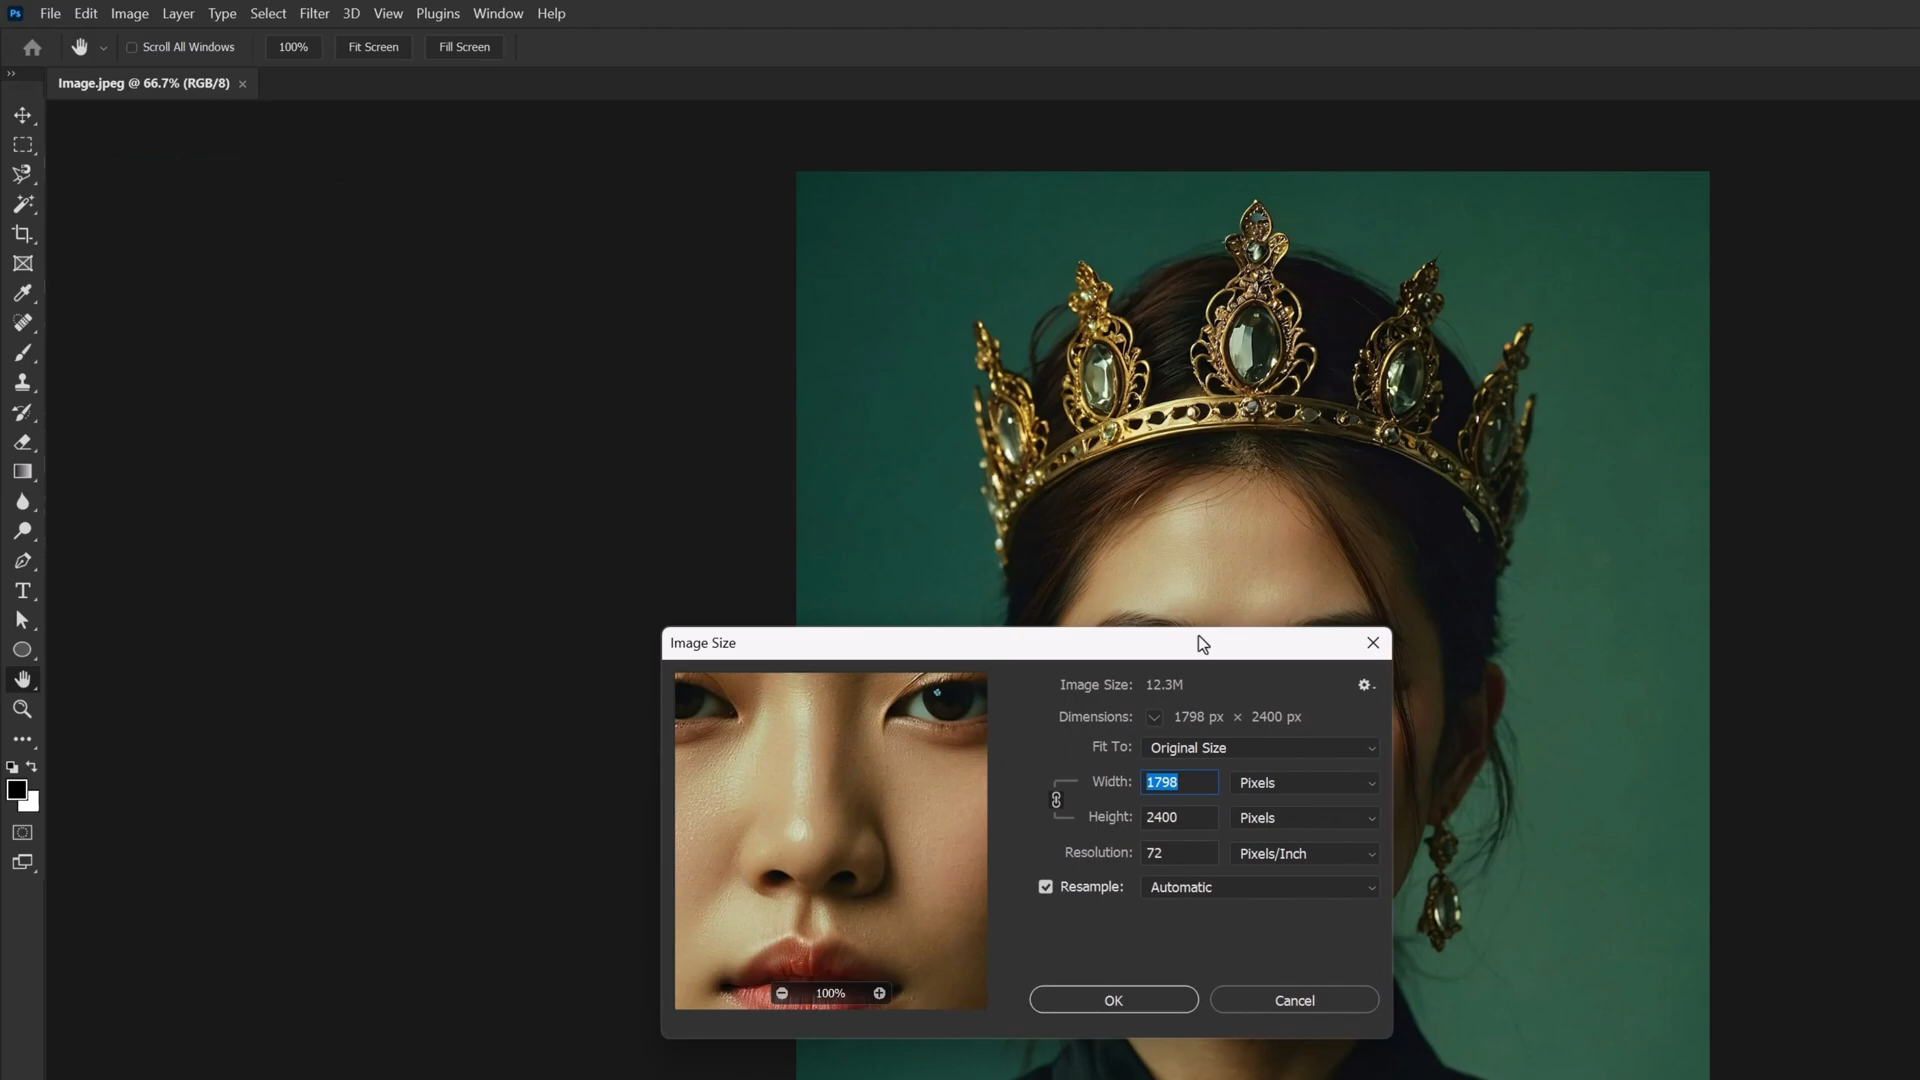 Ps File Edit Image Layer Type Select Filter 3D View Plugins Window Help
Scroll All Windows 100% Fit Screen Fill Screen
Image.jpeg @ 66.7% (RGB/8)
Image Size
Image Size: 12.3M
Dimensions: 1798 px × 2400 px
Fit To: Original Size
Width: 1798 Pixels
Height: 2400 Pixels
Resolution: 72 Pixels/Inch
Resample: Automatic
100%
OK Cancel